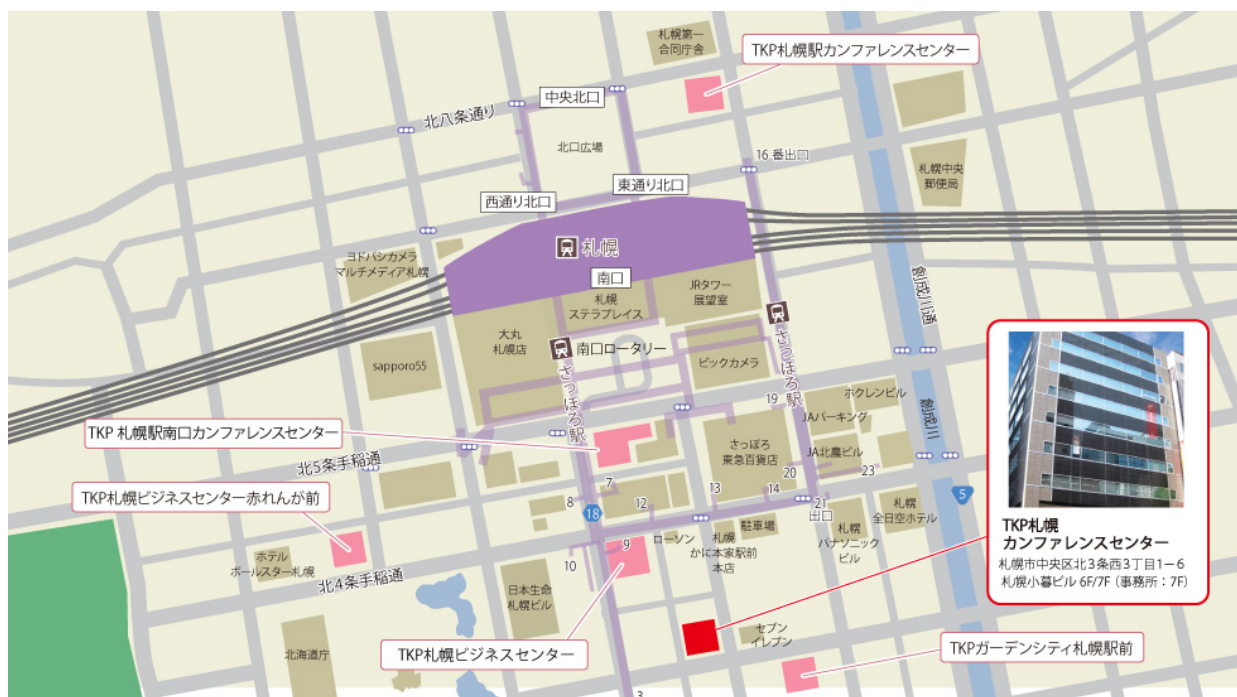 札幌第一
合同庁舎
TKP札幌駅カンファレンスセンター
中央北口
北八条通り
北口広場
16 番出口
札幌中央
郵便局
東通り北口
西通り北口
札幌
ヨドバシカメラ
マルチメディア札幌
南口
JRタワー
展望室
札幌
ステラプレイス
創成川通
大丸
札幌店
南口ロータリー
さっぽろ駅
さっぽろ駅
sapporo55
ビックカメラ
19
ホクレンビル
JAパーキング
創成川
TKP 札幌駅南口カンファレンスセンター
さっぽろ
東急百貨店
JA北農ビル
北5条手稲通
20
23
TKP札幌ビジネスセンター赤れんが前
7
8
12
13
14
21
出口
18
5
札幌
全日空ホテル
駐車場
札幌
パナソニック
ビル
ローソン
札幌
かに本家駅前
本店
9
10
ホテル
ポールスター札幌
北4条手稲通
日本生命
札幌ビル
TKP札幌
カンファレンスセンター
札幌市中央区北3条西3丁目1−6
札幌小暮ビル 6F/7F（事務所：7F）
セブン
イレブン
北海道庁
TKP札幌ビジネスセンター
TKPガーデンシティ札幌駅前
3